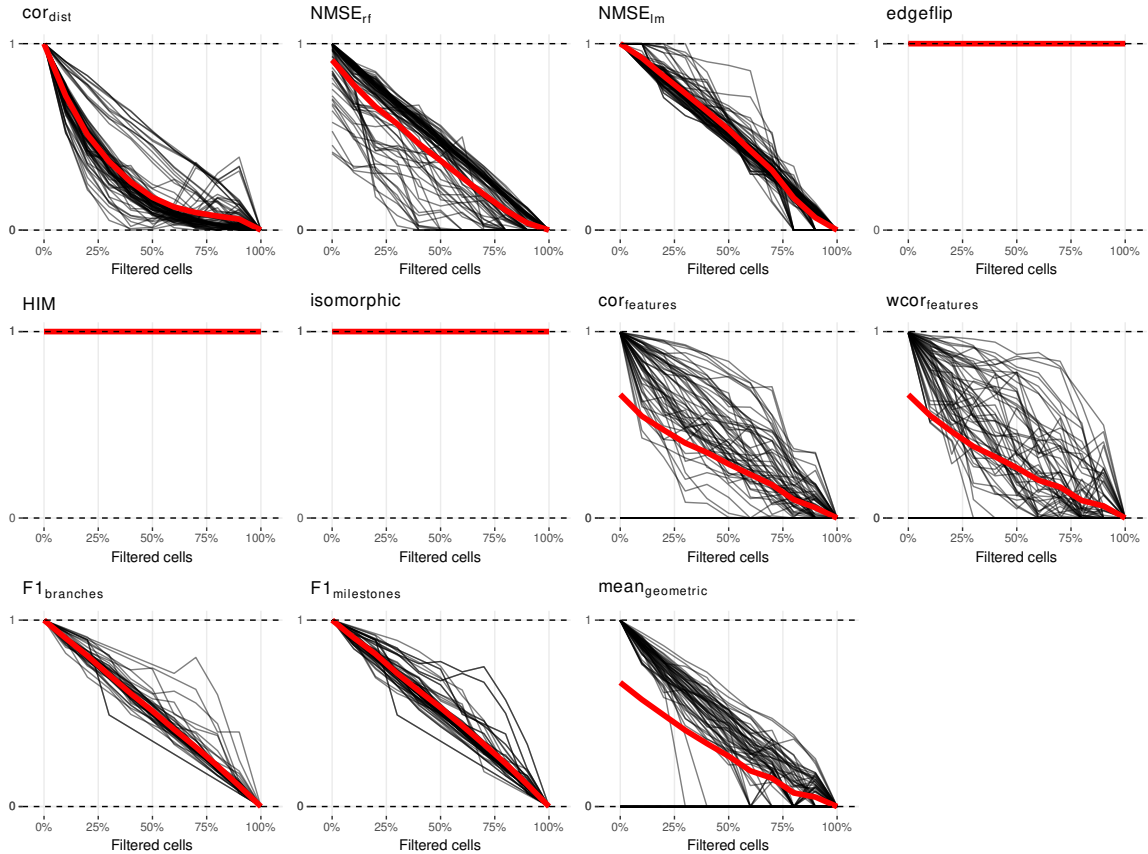 cor_dist NMSE_rf NMSE_lm edgeflip
1 1 1 1
0 0 0 0
0% 25% 50% 75% 100% 0% 25% 50% 75% 100% 0% 25% 50% 75% 100% 0% 25% 50% 75% 100%
Filtered cells Filtered cells Filtered cells Filtered cells
HIM isomorphic cor_features wcor_features
1 1 1 1
0 0 0 0
0% 25% 50% 75% 100% 0% 25% 50% 75% 100% 0% 25% 50% 75% 100% 0% 25% 50% 75% 100%
Filtered cells Filtered cells Filtered cells Filtered cells
F1_branches F1_milestones mean_geometric
1 1 1
0 0 0
0% 25% 50% 75% 100% 0% 25% 50% 75% 100% 0% 25% 50% 75% 100%
Filtered cells Filtered cells Filtered cells